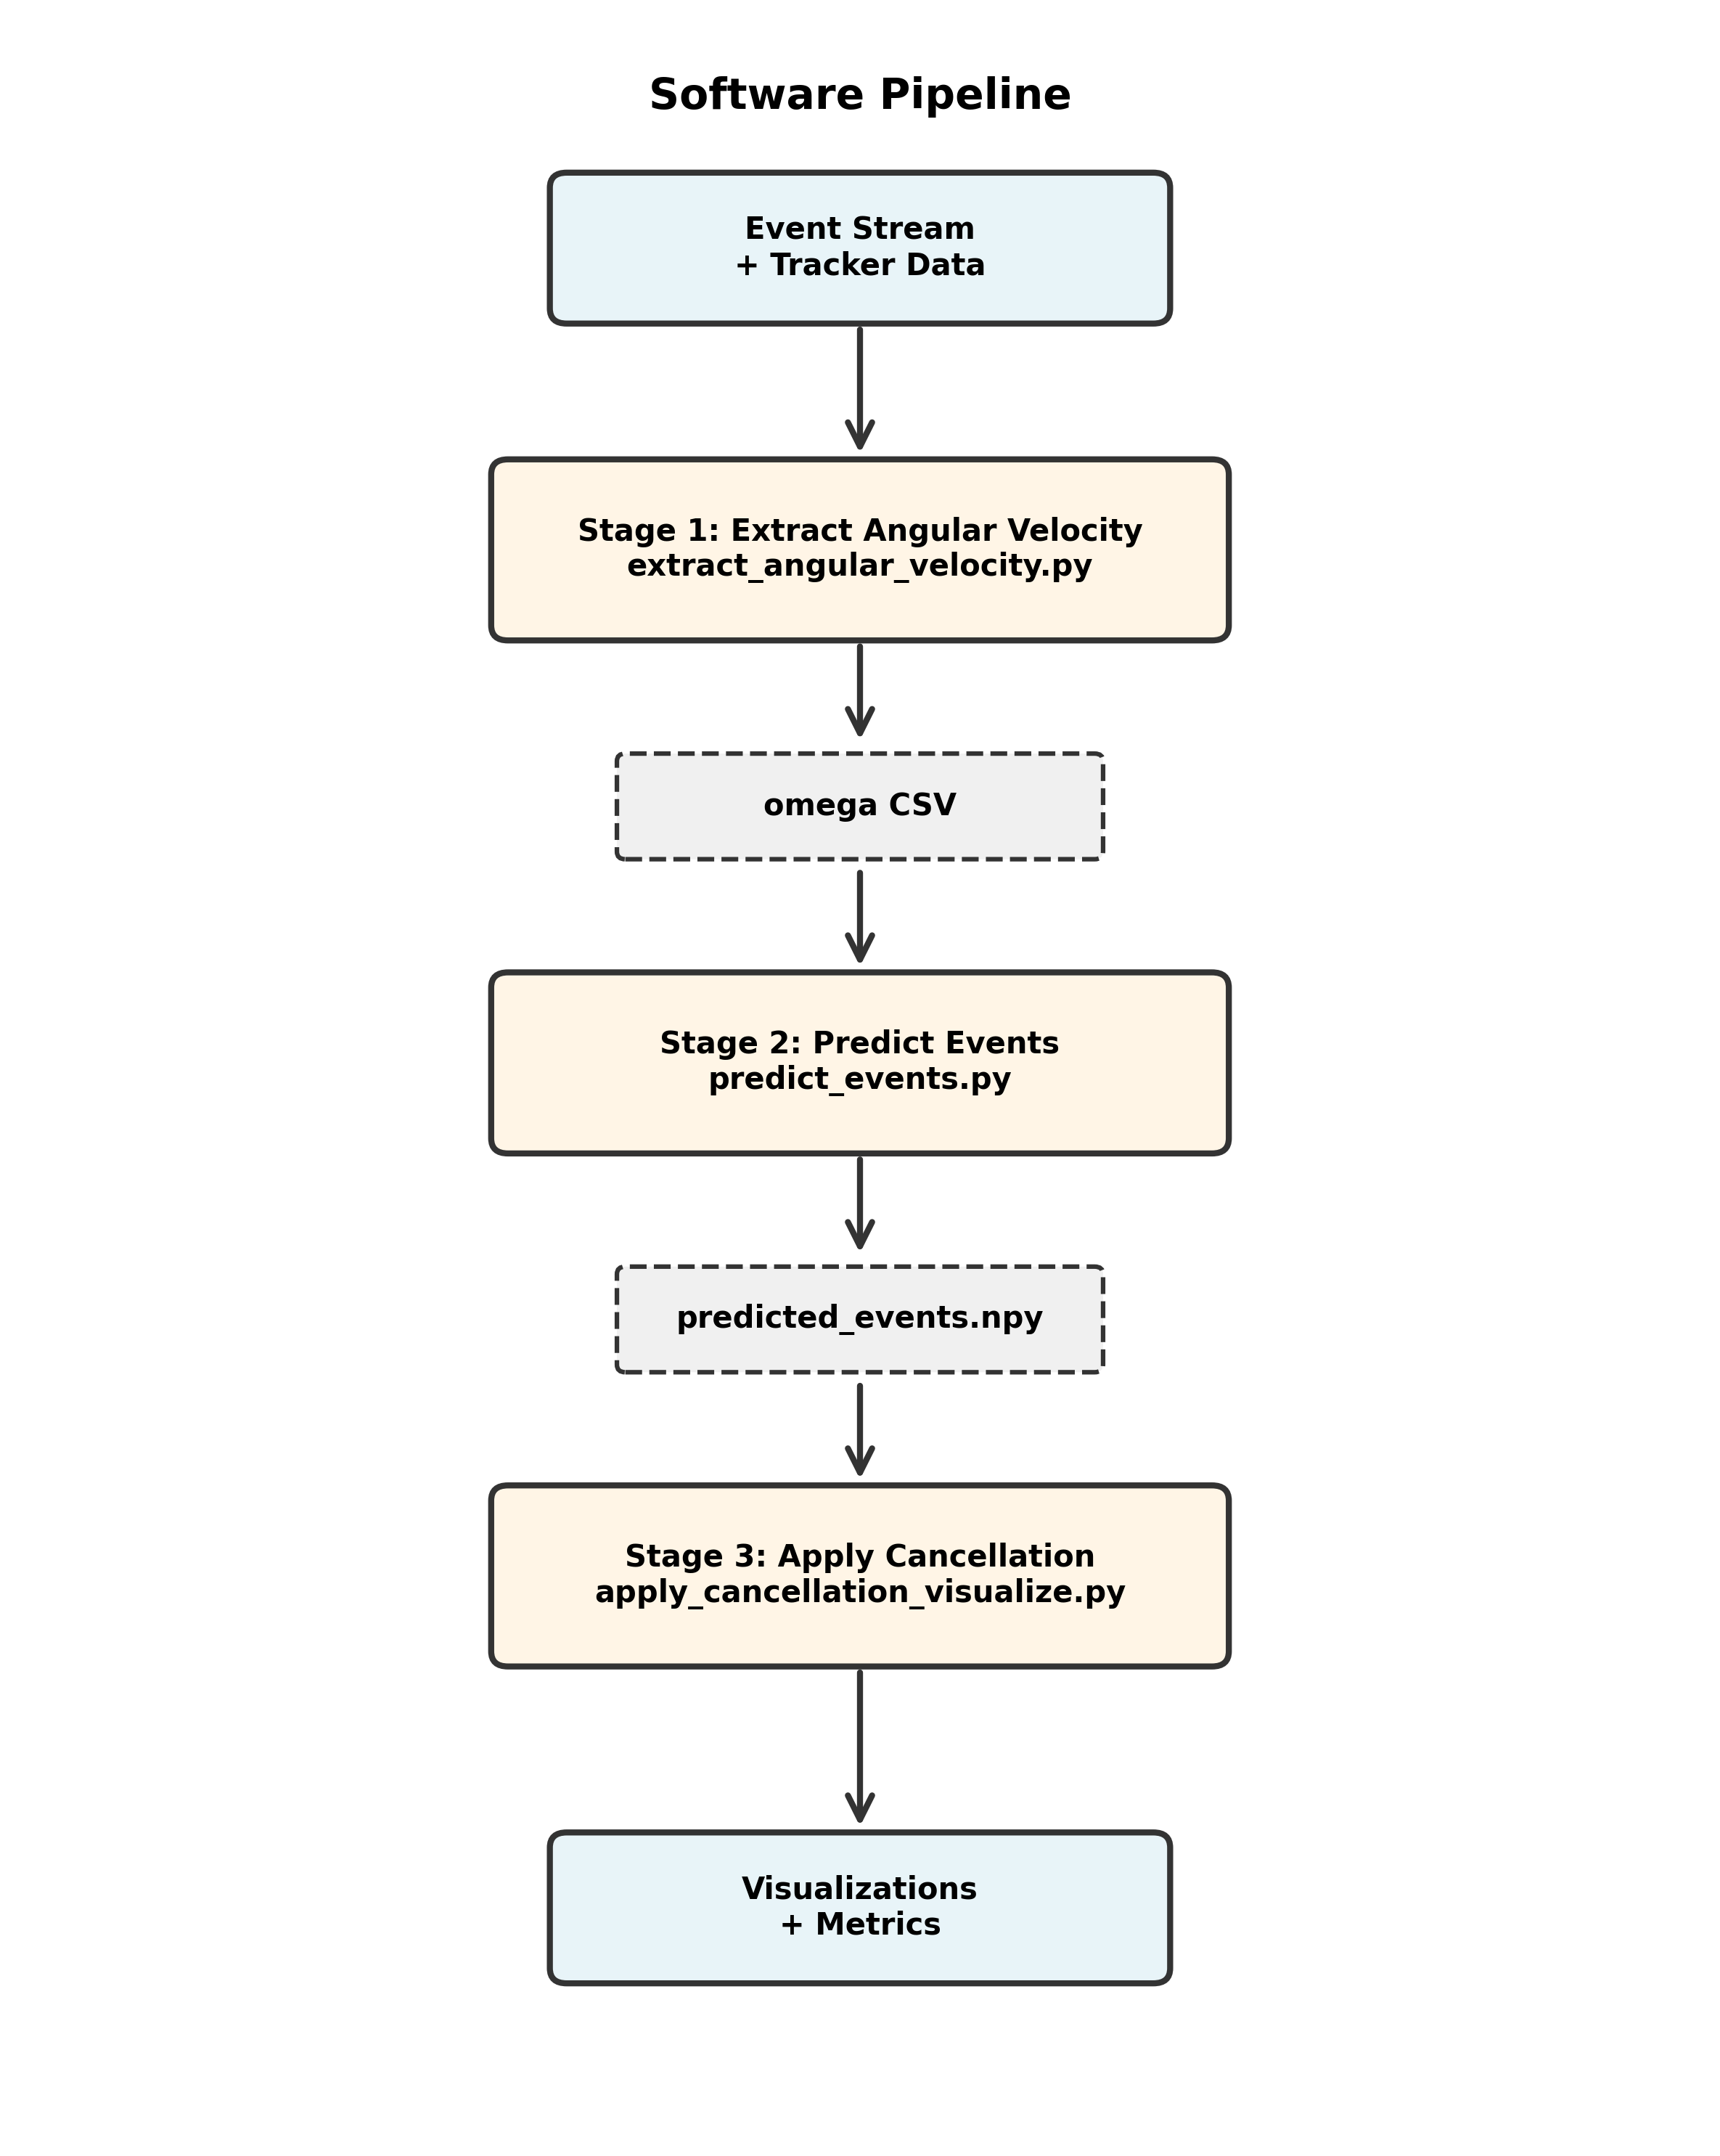 Software Pipeline
Event Stream
+ Tracker Data
Stage 1: Extract Angular Velocity
extract_angular_velocity.py
omega CSV
Stage 2: Predict Events
predict_events.py
predicted_events.npy
Stage 3: Apply Cancellation
apply_cancellation_visualize.py
Visualizations
+ Metrics